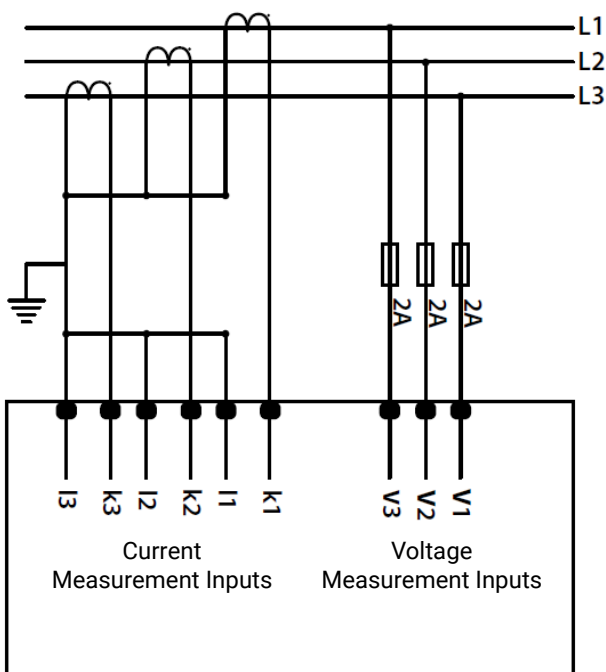 L1
L2
L3
2A
2A
2A
l3
k3
l2
k2
l1
k1
V3
V2
V1
Current
Measurement Inputs
Voltage
Measurement Inputs